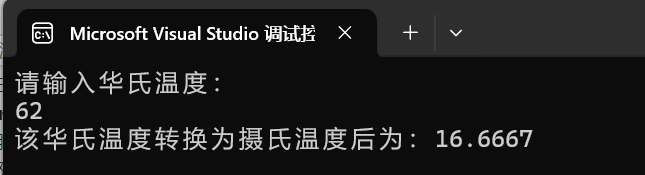 Microsoft Visual Studio 调试控
请输入华氏温度：
62
该华氏温度转换为摄氏温度后为：16.6667